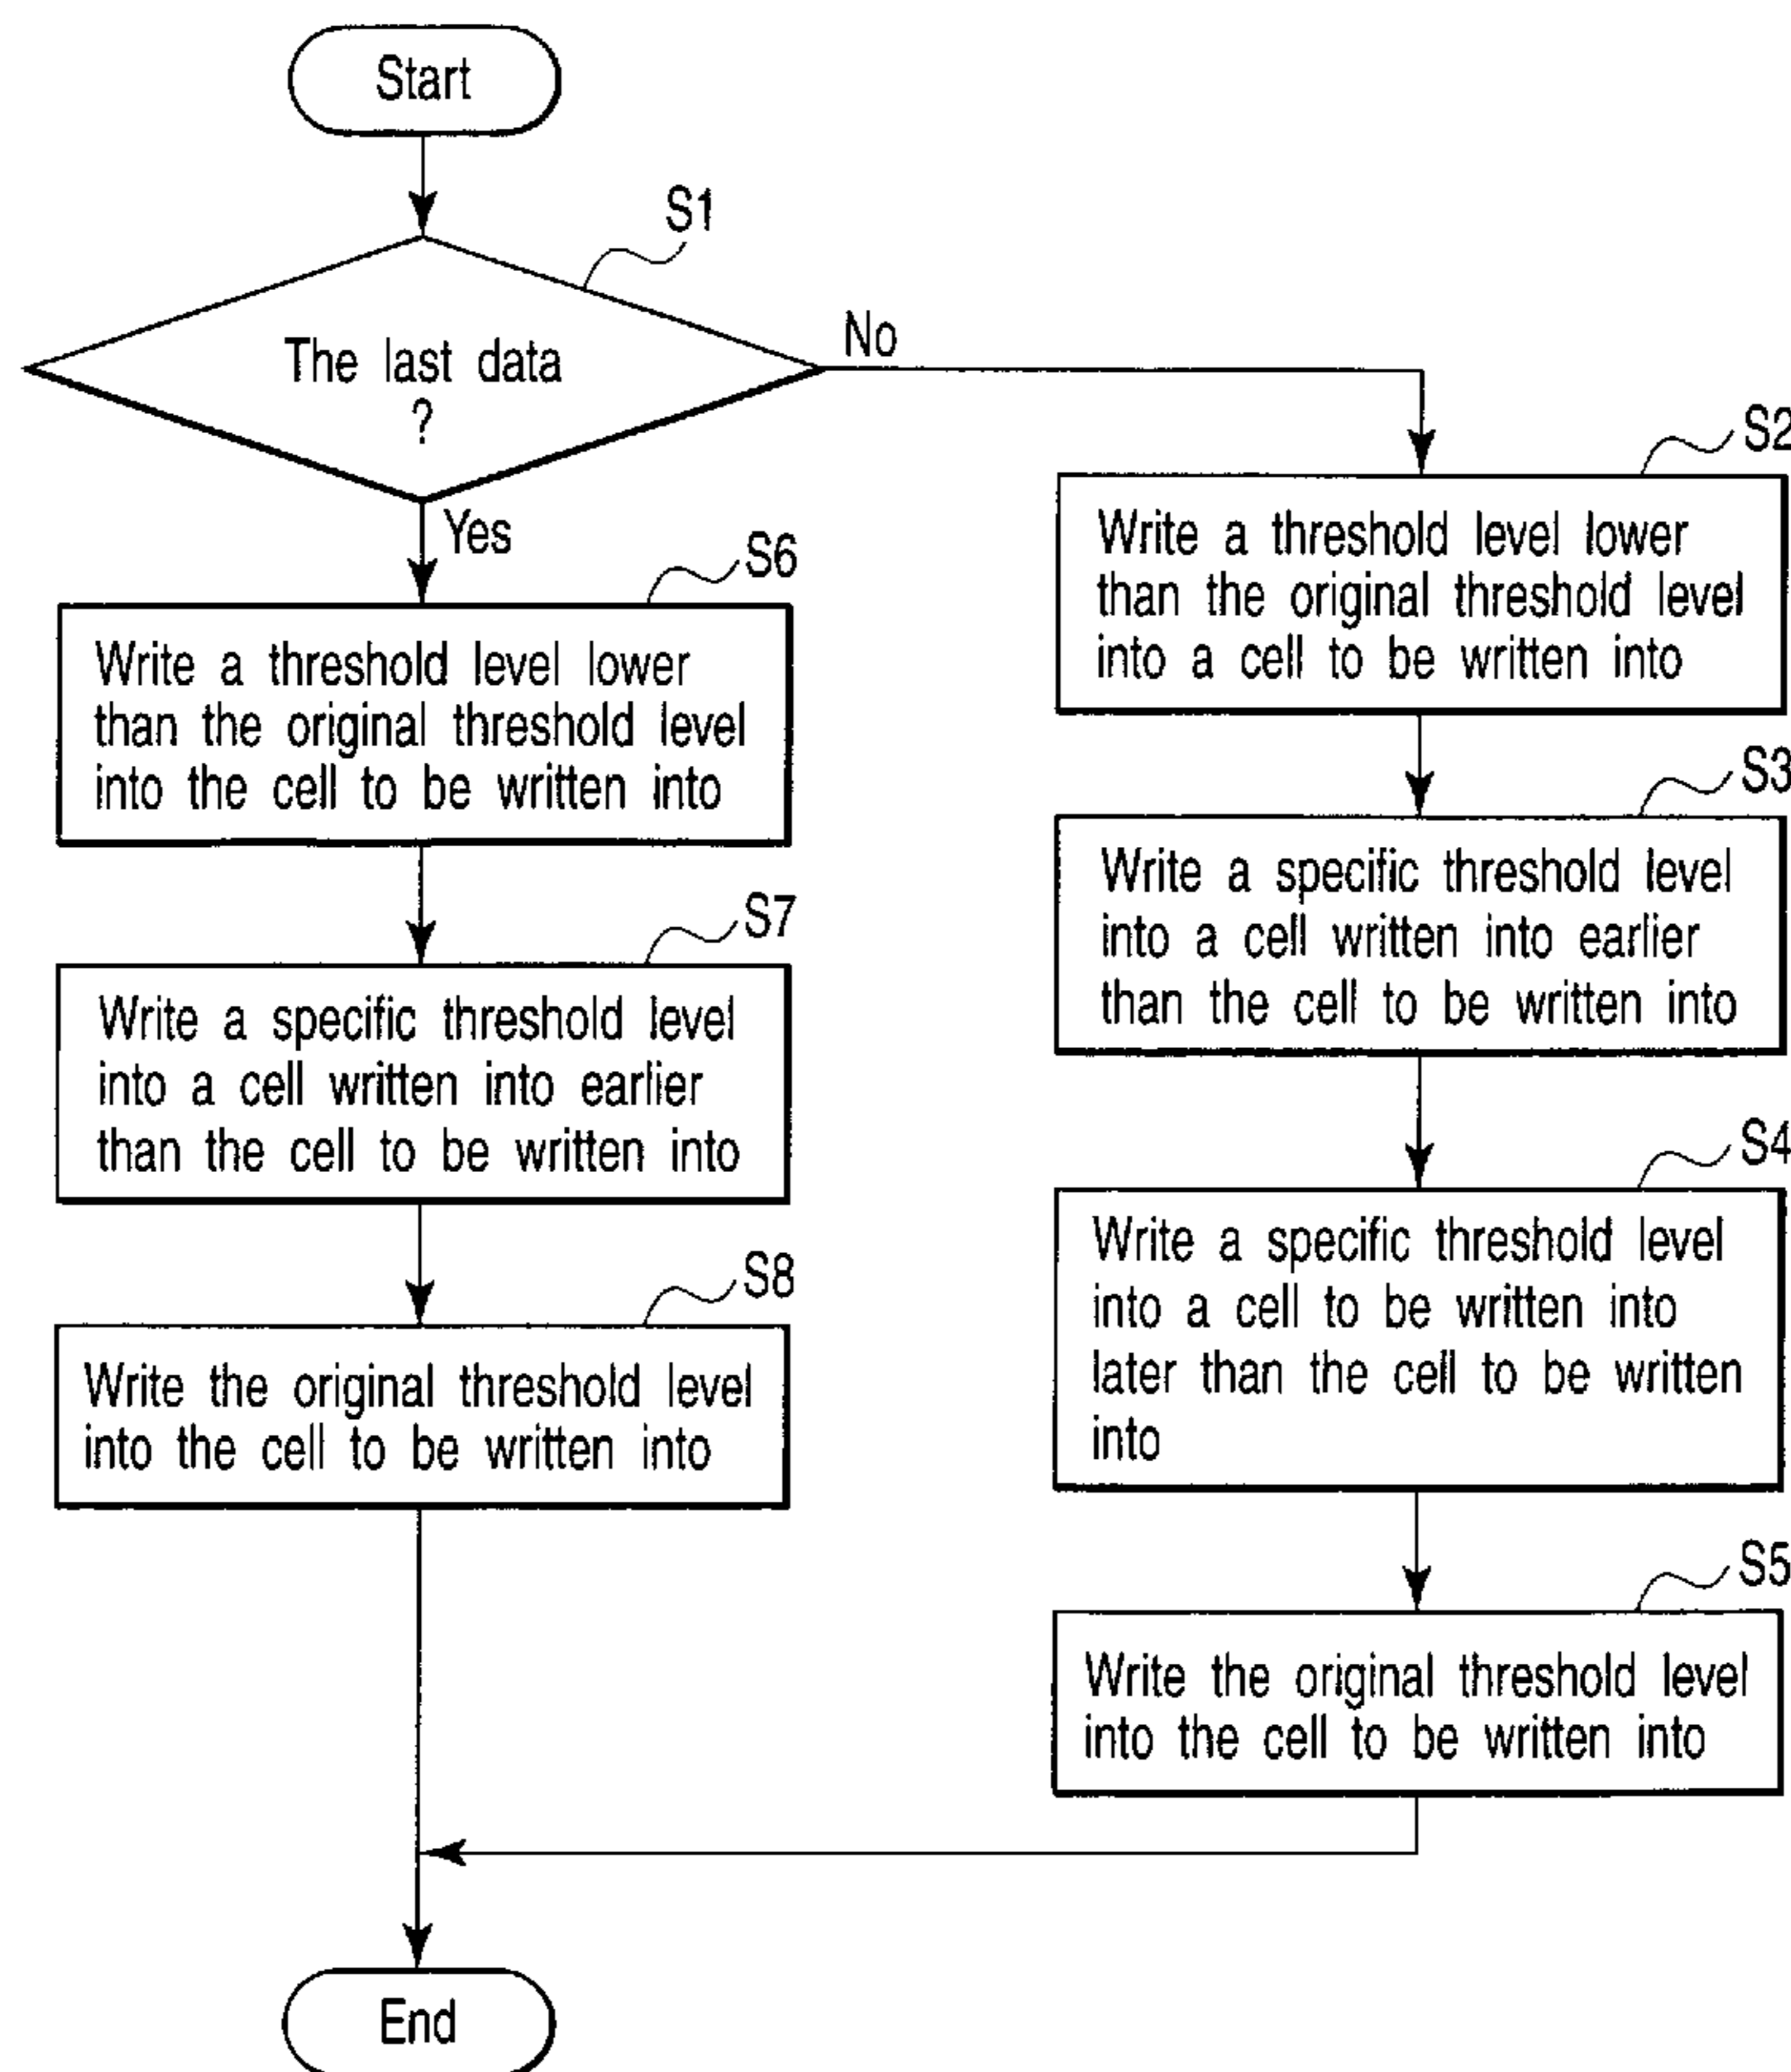 Start
S1
The last data
?
No
Yes
S2
Write a threshold level lower
than the original threshold level
into a cell to be written into
S6
Write a threshold level lower
than the original threshold level
into the cell to be written into
S3
Write a specific threshold level
into a cell written into earlier
than the cell to be written into
S7
Write a specific threshold level
into a cell written into earlier
than the cell to be written into
S4
Write a specific threshold level
into a cell to be written into
later than the cell to be written
into
S8
Write the original threshold level
into the cell to be written into
S5
Write the original threshold level
into the cell to be written into
End